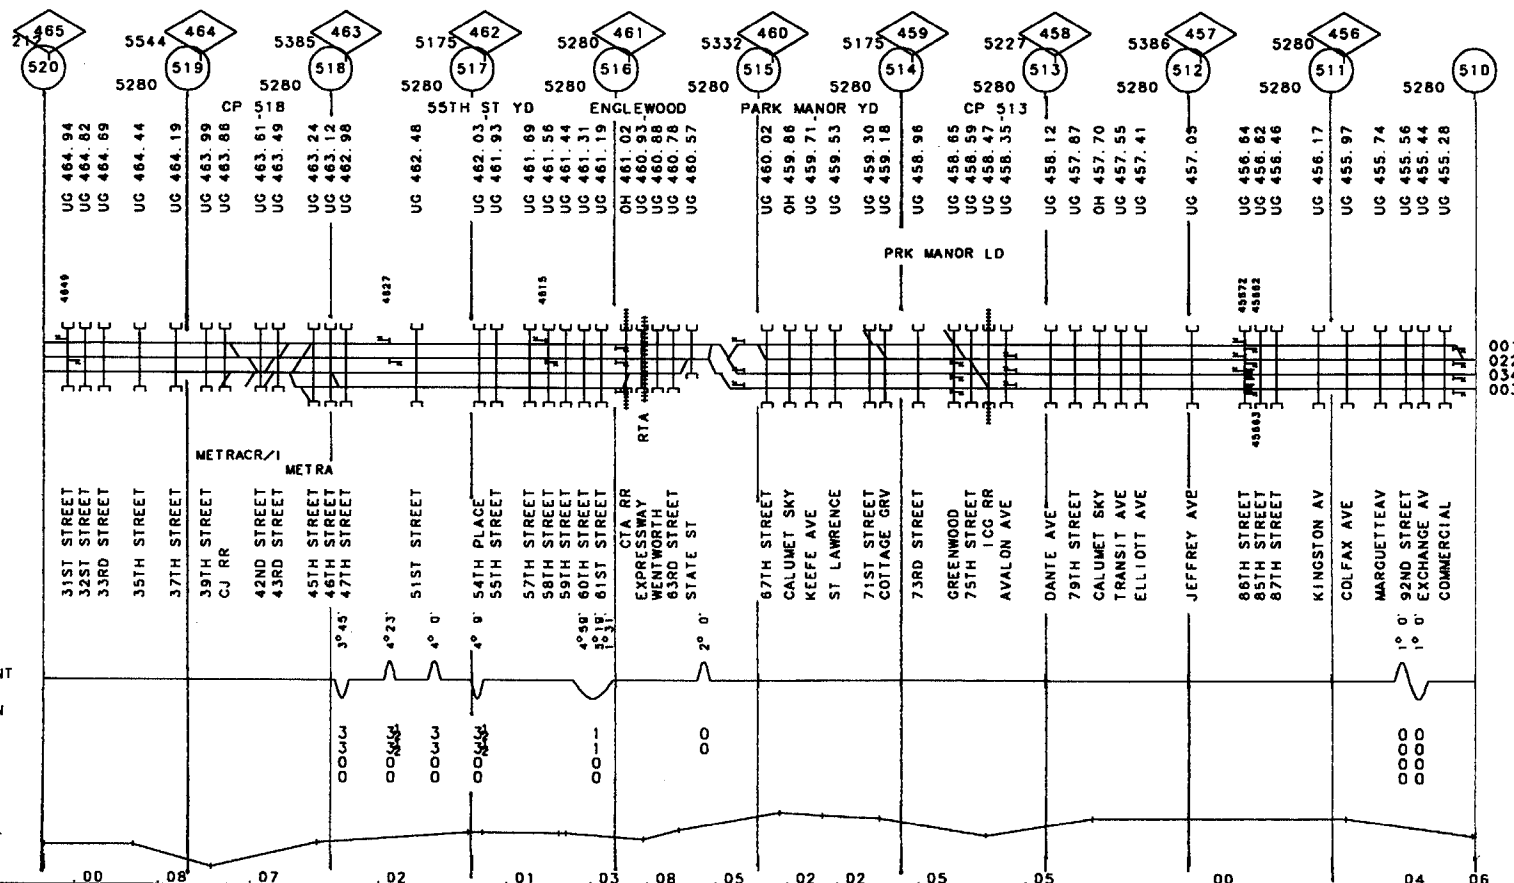 465 464 463 462 461 460 459 458 457 456
217 5544 5385 5175 5280 5332 5175 5227 5386 5280
520 519 518 517 516 515 514 513 512 511 510
5280 5280 5280 5280 5280 5280 5280 5280 5280 5280
CP 518 55TH ST YD ENGLEWOOD PARK MANOR YD CP 513
UG 464.94
UG 464.82
UG 464.69
UG 464.44
UG 464.19
UG 463.99
UG 463.88
UG 463.61
UG 463.49
UG 463.24
UG 463.12
UG 462.98
UG 462.48
UG 462.03
UG 461.93
UG 461.69
UG 461.56
UG 461.44
UG 461.31
UG 461.19
OH 461.02
UG 460.93
UG 460.88
UG 460.78
UG 460.57
UG 460.02
OH 459.86
UG 459.71
UG 459.53
UG 459.30
UG 459.18
UG 458.96
UG 458.65
UG 458.59
UG 458.47
UG 458.35
UG 458.12
UG 457.87
OH 457.70
UG 457.55
UG 457.41
UG 457.05
UG 456.64
UG 456.62
UG 456.46
UG 456.17
UG 455.97
UG 455.74
UG 455.56
UG 455.44
UG 455.28
PRK MANOR LD
4649 4627 4615 45672 45662
45663
RTA
METRACR/I
METRA
31ST STREET
32ST STREET
33RD STREET
35TH STREET
37TH STREET
39TH STREET
CJ RR
42ND STREET
43RD STREET
45TH STREET
46TH STREET
47TH STREET
51ST STREET
54TH PLACE
55TH STREET
57TH STREET
58TH STREET
59TH STREET
60TH STREET
61ST STREET
CTA RR
EXPRESSWAY
WENTWORTH
63RD STREET
STATE ST
67TH STREET
CALUMET SKY
KEEFE AVE
ST LAWRENCE
71ST STREET
COTTAGE GRV
73RD STREET
GREENWOOD
75TH STREET
ICG RR
AVALON AVE
DANTE AVE
79TH STREET
CALUMET SKY
TRANSIT AVE
ELLIOTT AVE
JEFFREY AVE
86TH STREET
85TH STREET
87TH STREET
KINGSTON AV
COLFAX AVE
MARQUETTEAV
92ND STREET
EXCHANGE AV
COMMERCIAL
3° 45' 4° 23' 4° 0' 4° 9' 4° 59' 5° 19' 1° 31' 2° 0' 1° 0' 1° 0'
.00 .08 .07 .02 .01 .03 .08 .05 .02 .02 .05 .05 .00 .04 .06